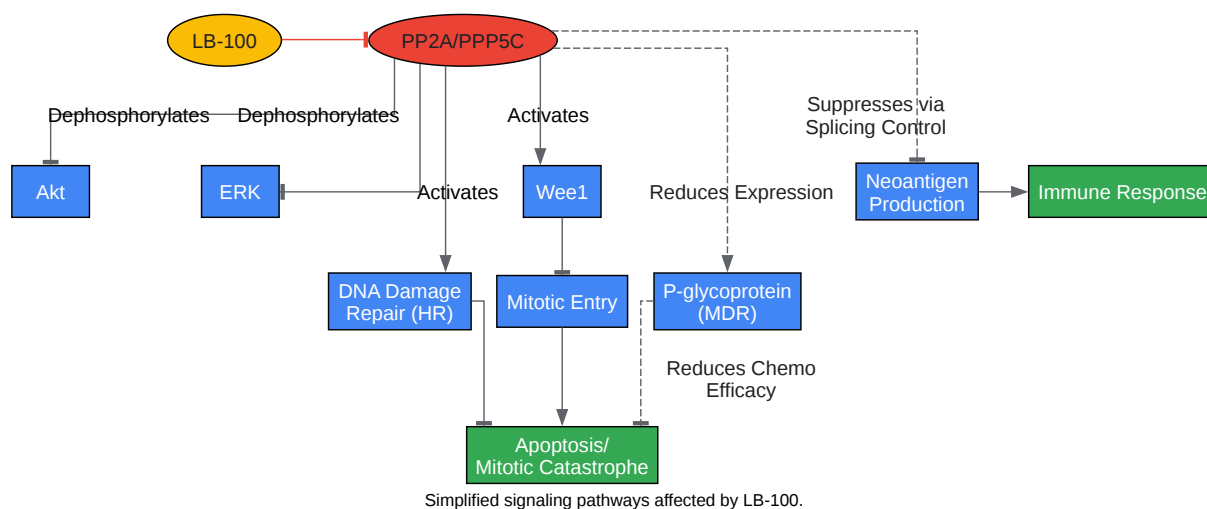 LB-100
PP2A/PPP5C
Dephosphorylates
Dephosphorylates
Activates
Suppresses via
Splicing Control
Akt
ERK
Activates
Wee1
Reduces Expression
Neoantigen
Production
Immune Response
DNA Damage
Repair (HR)
Mitotic Entry
P-glycoprotein
(MDR)
Reduces Chemo
Efficacy
Apoptosis/
Mitotic Catastrophe
Simplified signaling pathways affected by LB-100.